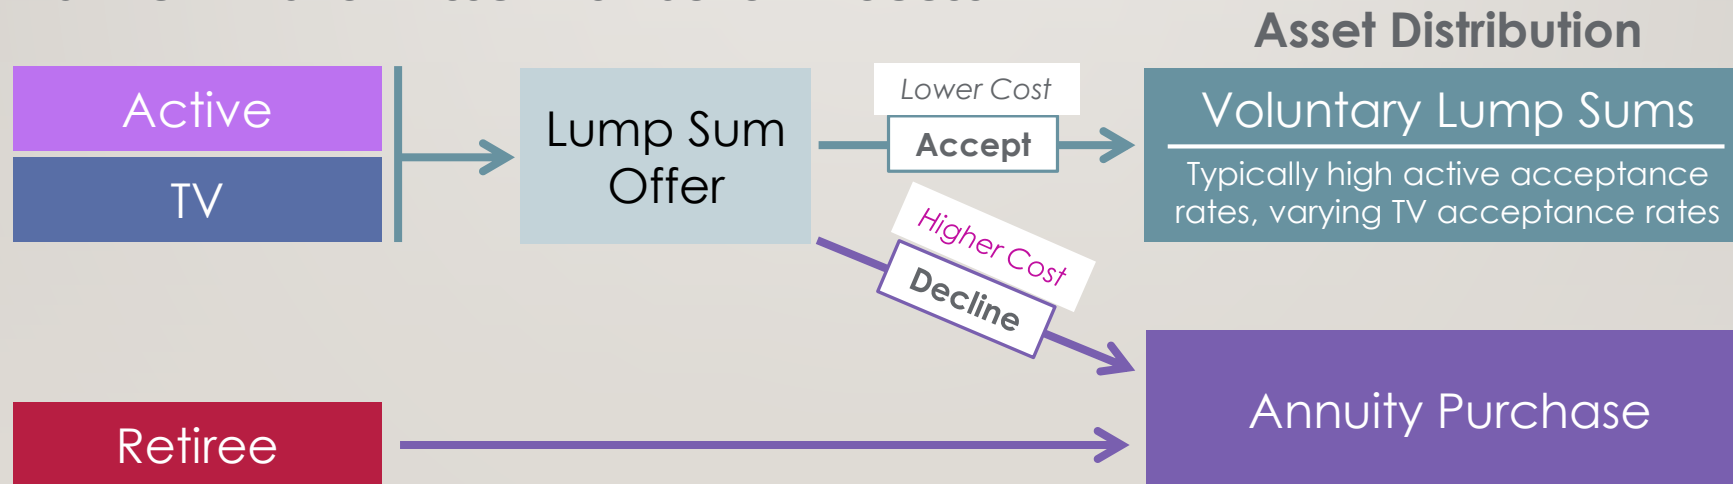 Asset Distribution
Active
TV
Lump Sum
Offer
Lower Cost
Accept
Voluntary Lump Sums
Typically high active acceptance
rates, varying TV acceptance rates
Higher Cost
Decline
Retiree
Annuity Purchase